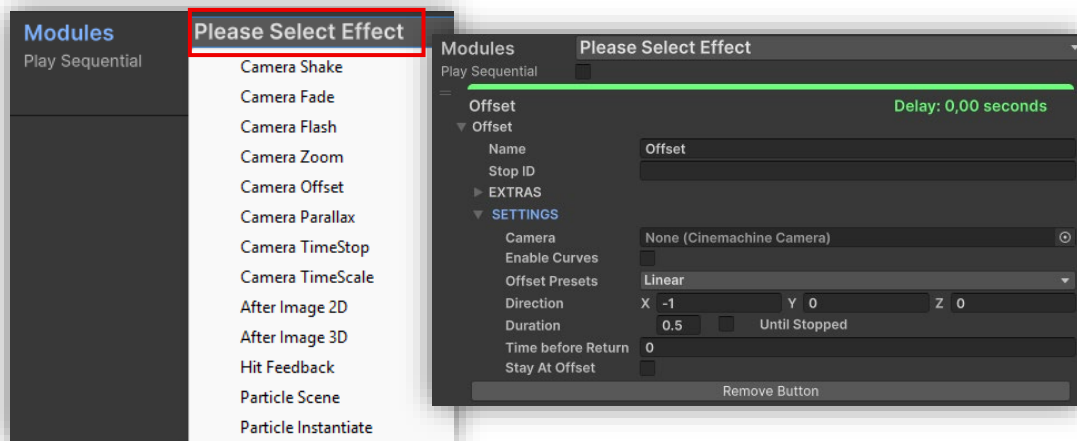 Modules
Please Select Effect
Play Sequential
Camera Shake
Camera Fade
Camera Flash
Camera Zoom
Camera Offset
Camera Parallax
Camera TimeStop
Camera TimeScale
After Image 2D
After Image 3D
Hit Feedback
Particle Scene
Particle Instantiate
Modules
Please Select Effect
Play Sequential
Offset
Delay: 0,00 seconds
Offset
Name Offset
Stop ID
EXTRAS
SETTINGS
Camera None (Cinemachine Camera)
Enable Curves
Offset Presets Linear
Direction X -1 Y 0 Z 0
Duration 0.5 Until Stopped
Time before Return 0
Stay At Offset
Remove Button